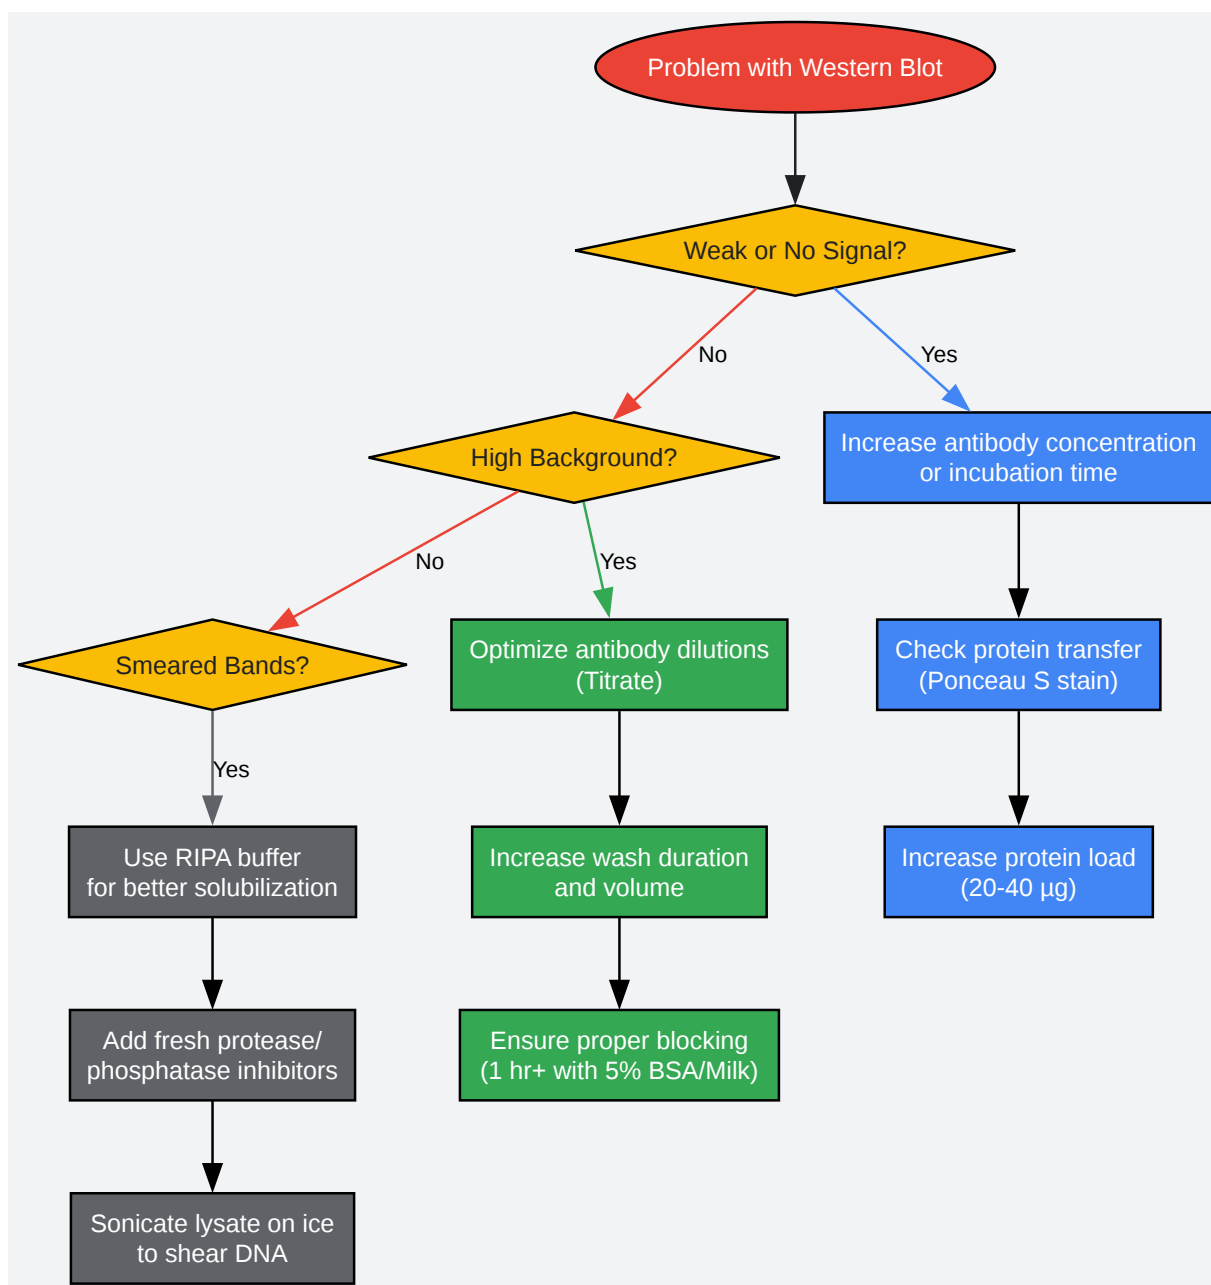 Problem with Western Blot
Weak or No Signal?
No
Yes
High Background?
Increase antibody concentration
or incubation time
No
Yes
Smeared Bands?
Optimize antibody dilutions
(Titrate)
Check protein transfer
(Ponceau S stain)
Yes
Use RIPA buffer
for better solubilization
Increase wash duration
and volume
Increase protein load
(20-40 µg)
Add fresh protease/
phosphatase inhibitors
Ensure proper blocking
(1 hr+ with 5% BSA/Milk)
Sonicate lysate on ice
to shear DNA